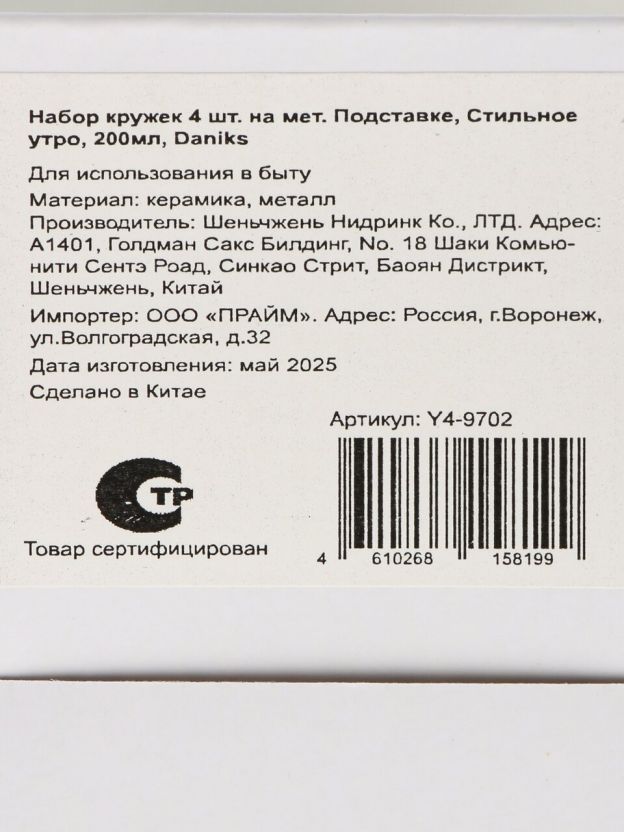 Набор кружек 4 шт. на мет. Подставке, Стильное
утро, 200мл, Daniks
Для использования в быту
Материал: керамика, металл
Производитель: Шеньчжень Нидринк Ко., ЛТД. Адрес:
А1401, Голдман Сакс Билдинг, No. 18 Шаки Комью-
нити Сентэ Роад, Синкао Стрит, Баоян Дистрикт,
Шеньчжень, Китай
Импортер: ООО «ПРАЙМ». Адрес: Россия, г.Воронеж,
ул.Волгоградская, д.32
Дата изготовления: май 2025
Сделано в Китае
Артикул: Y4-9702
СТР
Товар сертифицирован
4 610268 158199